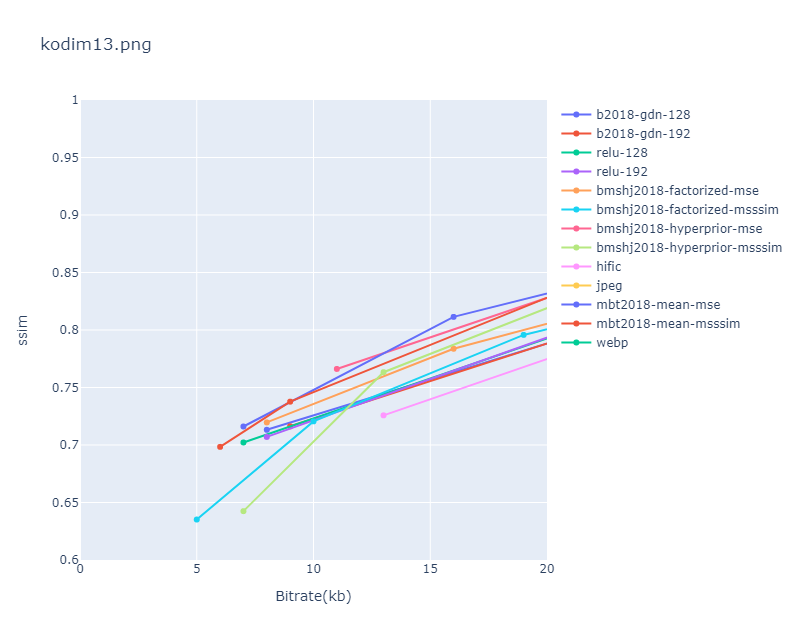 kodim13.png
1
0.95
0.9
0.85
0.8
0.75
0.7
0.65
0.6
ssim
0
5
10
15
20
Bitrate(kb)
b2018-gdn-128
b2018-gdn-192
relu-128
relu-192
bmshj2018-factorized-mse
bmshj2018-factorized-msssim
bmshj2018-hyperprior-mse
bmshj2018-hyperprior-msssim
hific
jpeg
mbt2018-mean-mse
mbt2018-mean-msssim
webp